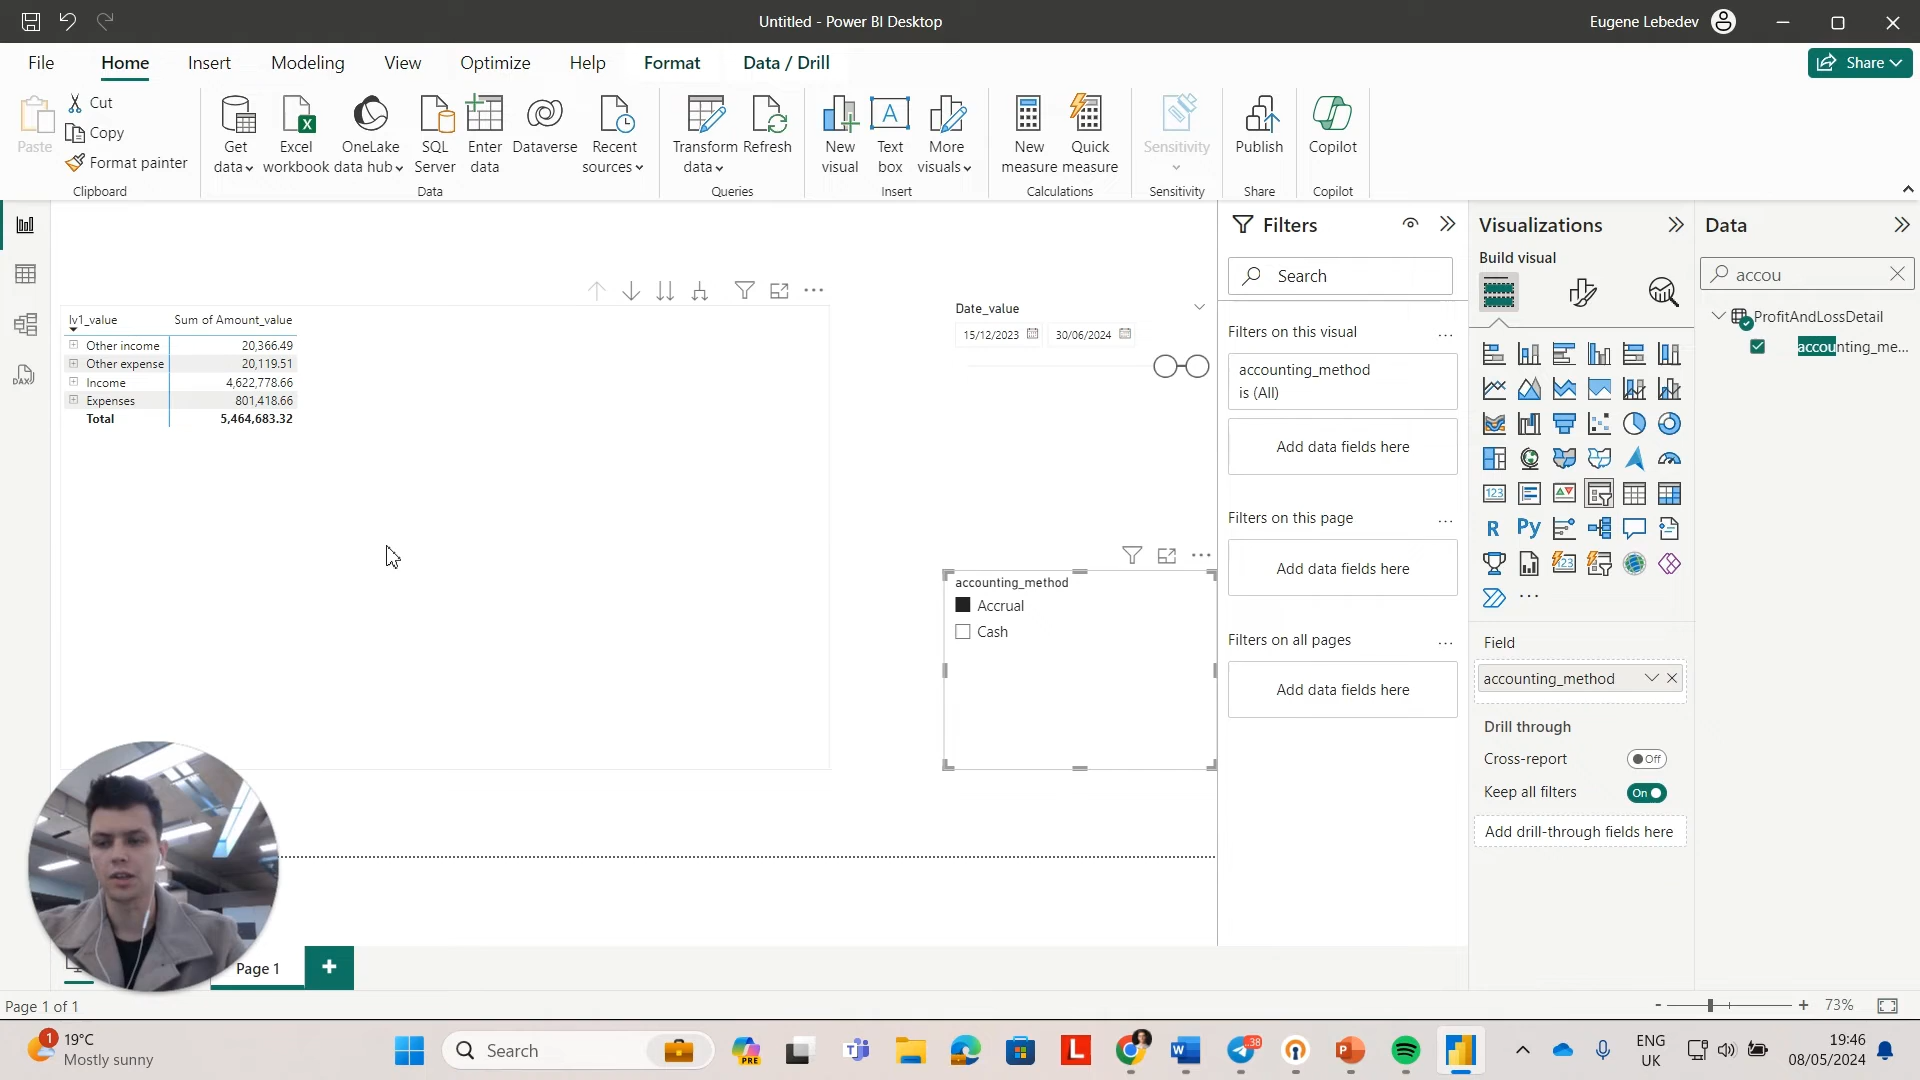 Untitled - Power BI Desktop
Eugene Lebedev
File Home Insert Modeling View Optimize Help Format Data / Drill
Share
Paste
Cut
Copy
Format painter
Clipboard
Get data
Excel workbook
OneLake data hub
SQL Server
Enter data
Dataverse
Recent sources
Data
Transform data
Refresh
Queries
New visual
Text box
More visuals
Insert
New measure
Quick measure
Calculations
Sensitivity
Sensitivity
Publish
Share
Copilot
Copilot
lv1_value Sum of Amount_value
Other income 20,366.49
Other expense 20,119.51
Income 4,622,778.66
Expenses 801,418.66
Total 5,464,683.32
Date_value
15/12/2023 30/06/2024
accounting_method
Accrual
Cash
Filters
Search
Filters on this visual
accounting_method
is (All)
Add data fields here
Filters on this page
Add data fields here
Filters on all pages
Add data fields here
Visualizations
Build visual
123
R Py
123
Field
accounting_method
Drill through
Cross-report Off
Keep all filters On
Add drill-through fields here
Data
accou
ProfitAndLossDetail
accounting_me...
DAX
Page 1
Page 1 of 1
- + 73%
1
19°C
Mostly sunny
Search
PRE
L
38
ENG
UK
19:46
08/05/2024